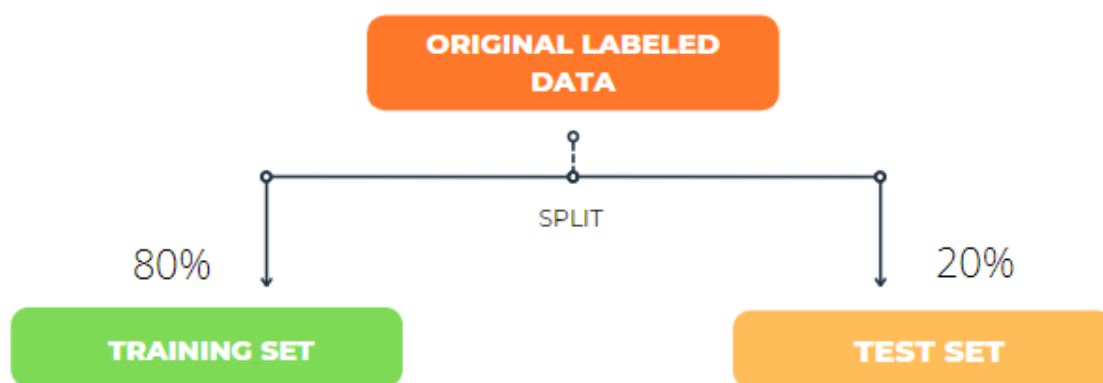 ORIGINAL LABELED
DATA
SPLIT
80%
20%
TRAINING SET
TEST SET